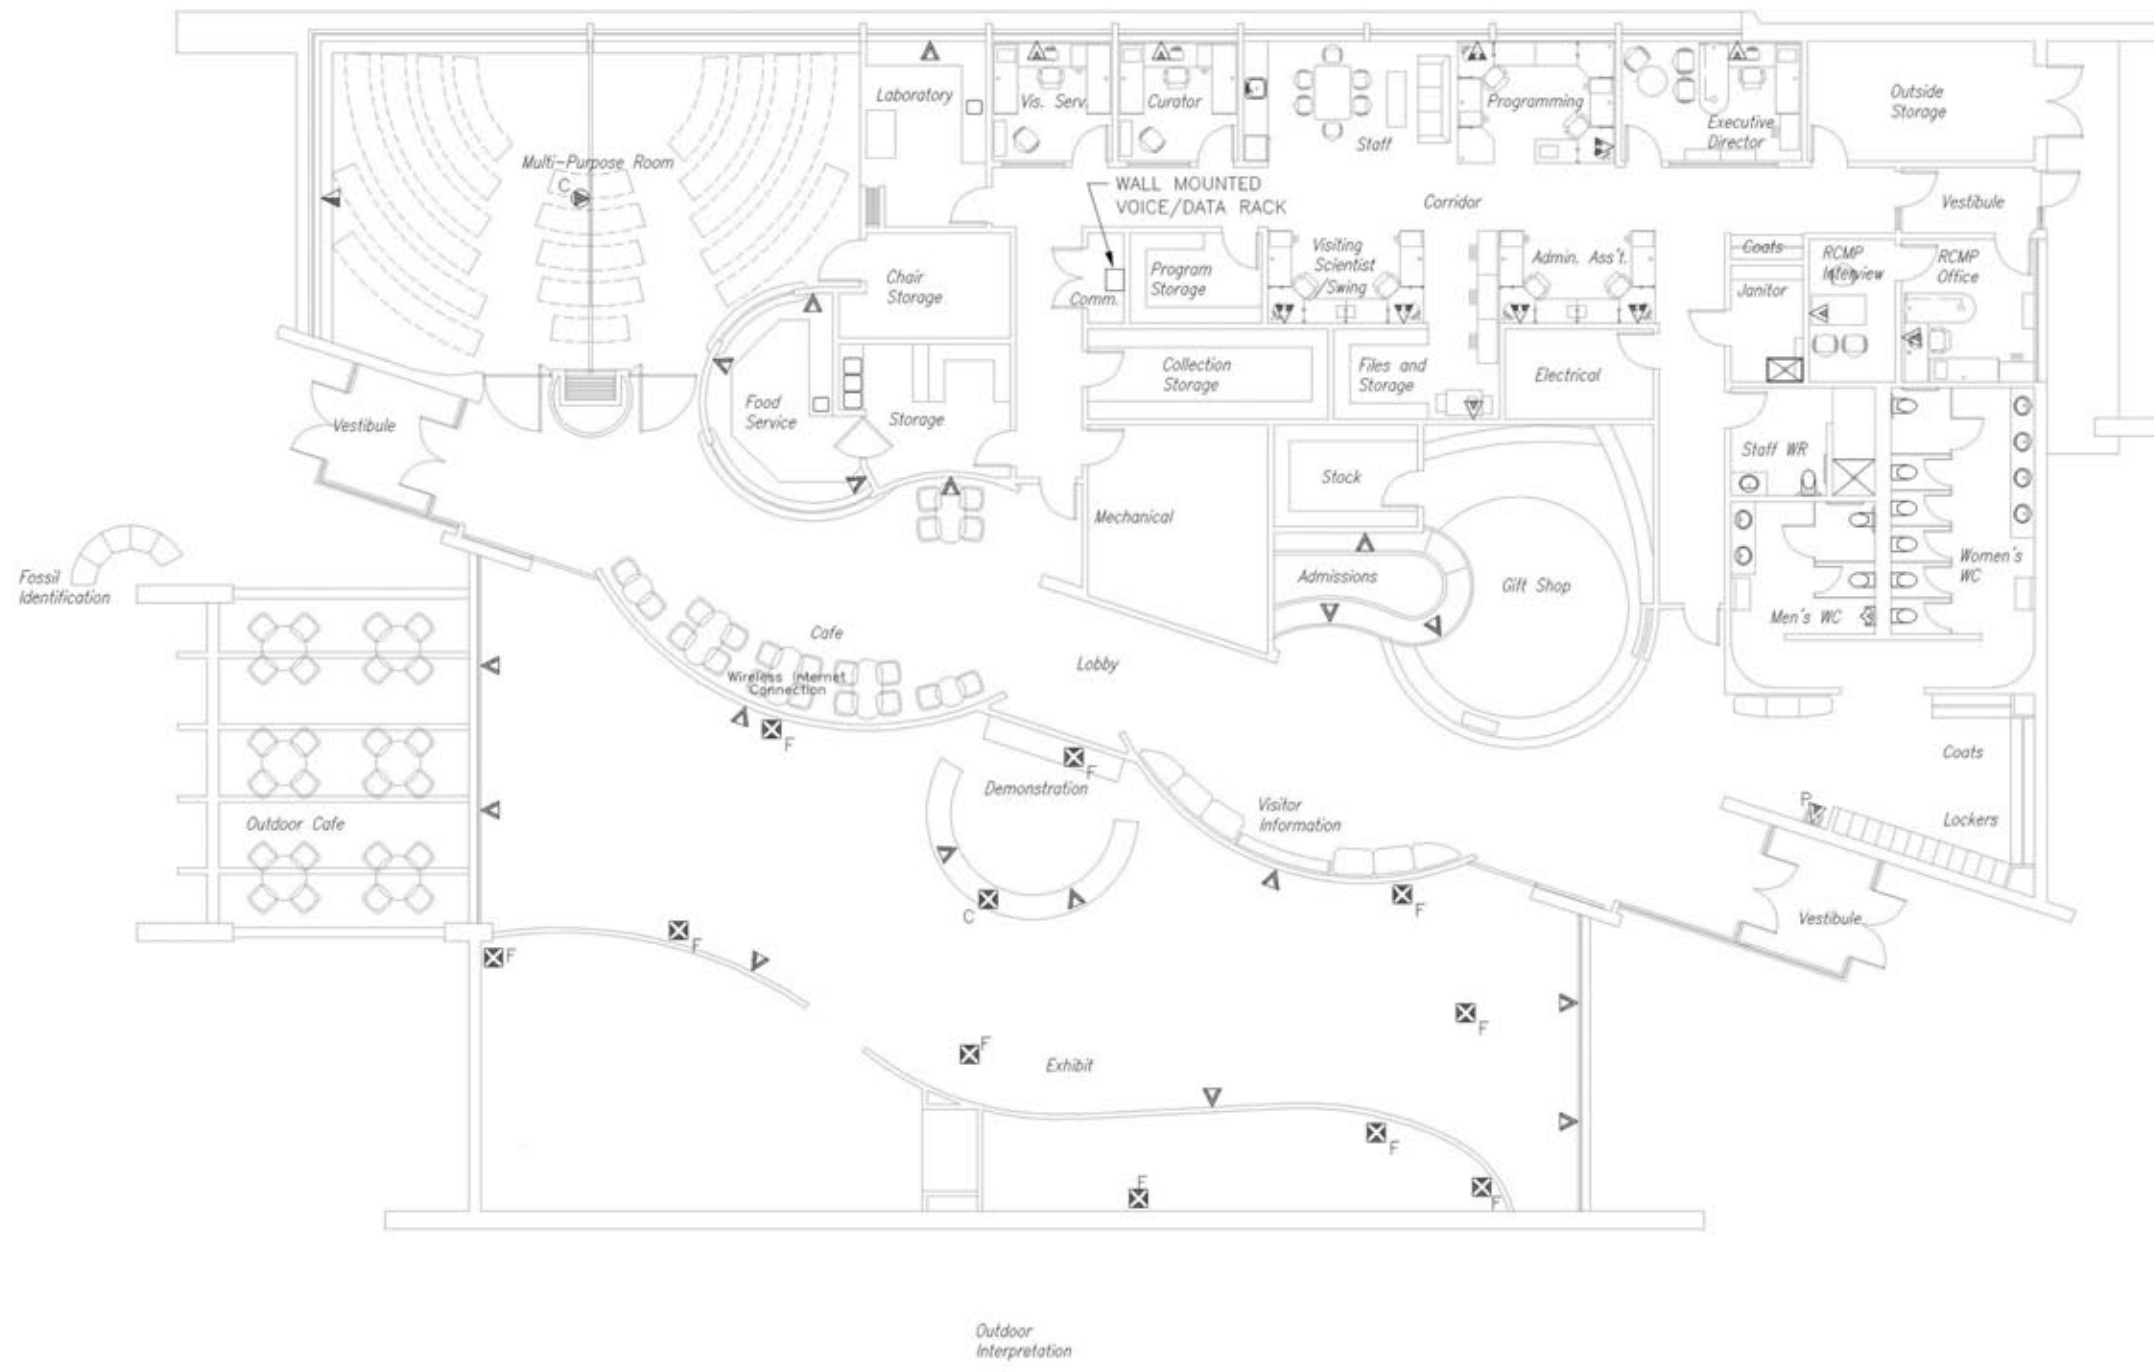 Laboratory
Vis. Serv.
Curator
Staff
Programming
Executive
Director
Outside
Storage
Multi-Purpose Room
C
WALL MOUNTED
VOICE/DATA RACK
Corridor
Vestibule
Chair
Storage
Comm.
Program
Storage
Visiting
Scientist
/Swing
Admin. Ass't.
Coats
Janitor
RCMP
Interview
RCMP
Office
Vestibule
Food
Service
Storage
Collection
Storage
Files and
Storage
Electrical
Staff WR
Mechanical
Stock
Women's
WC
Fossil
Identification
Admissions
Gift Shop
Men's WC
Cafe
Wireless Internet
Connection
Lobby
F
F
Demonstration
Coats
Visitor
Information
P
Lockers
Outdoor Cafe
C
F
Vestibule
F
F
F
F
Exhibit
F
F
F
Outdoor
Interpretation